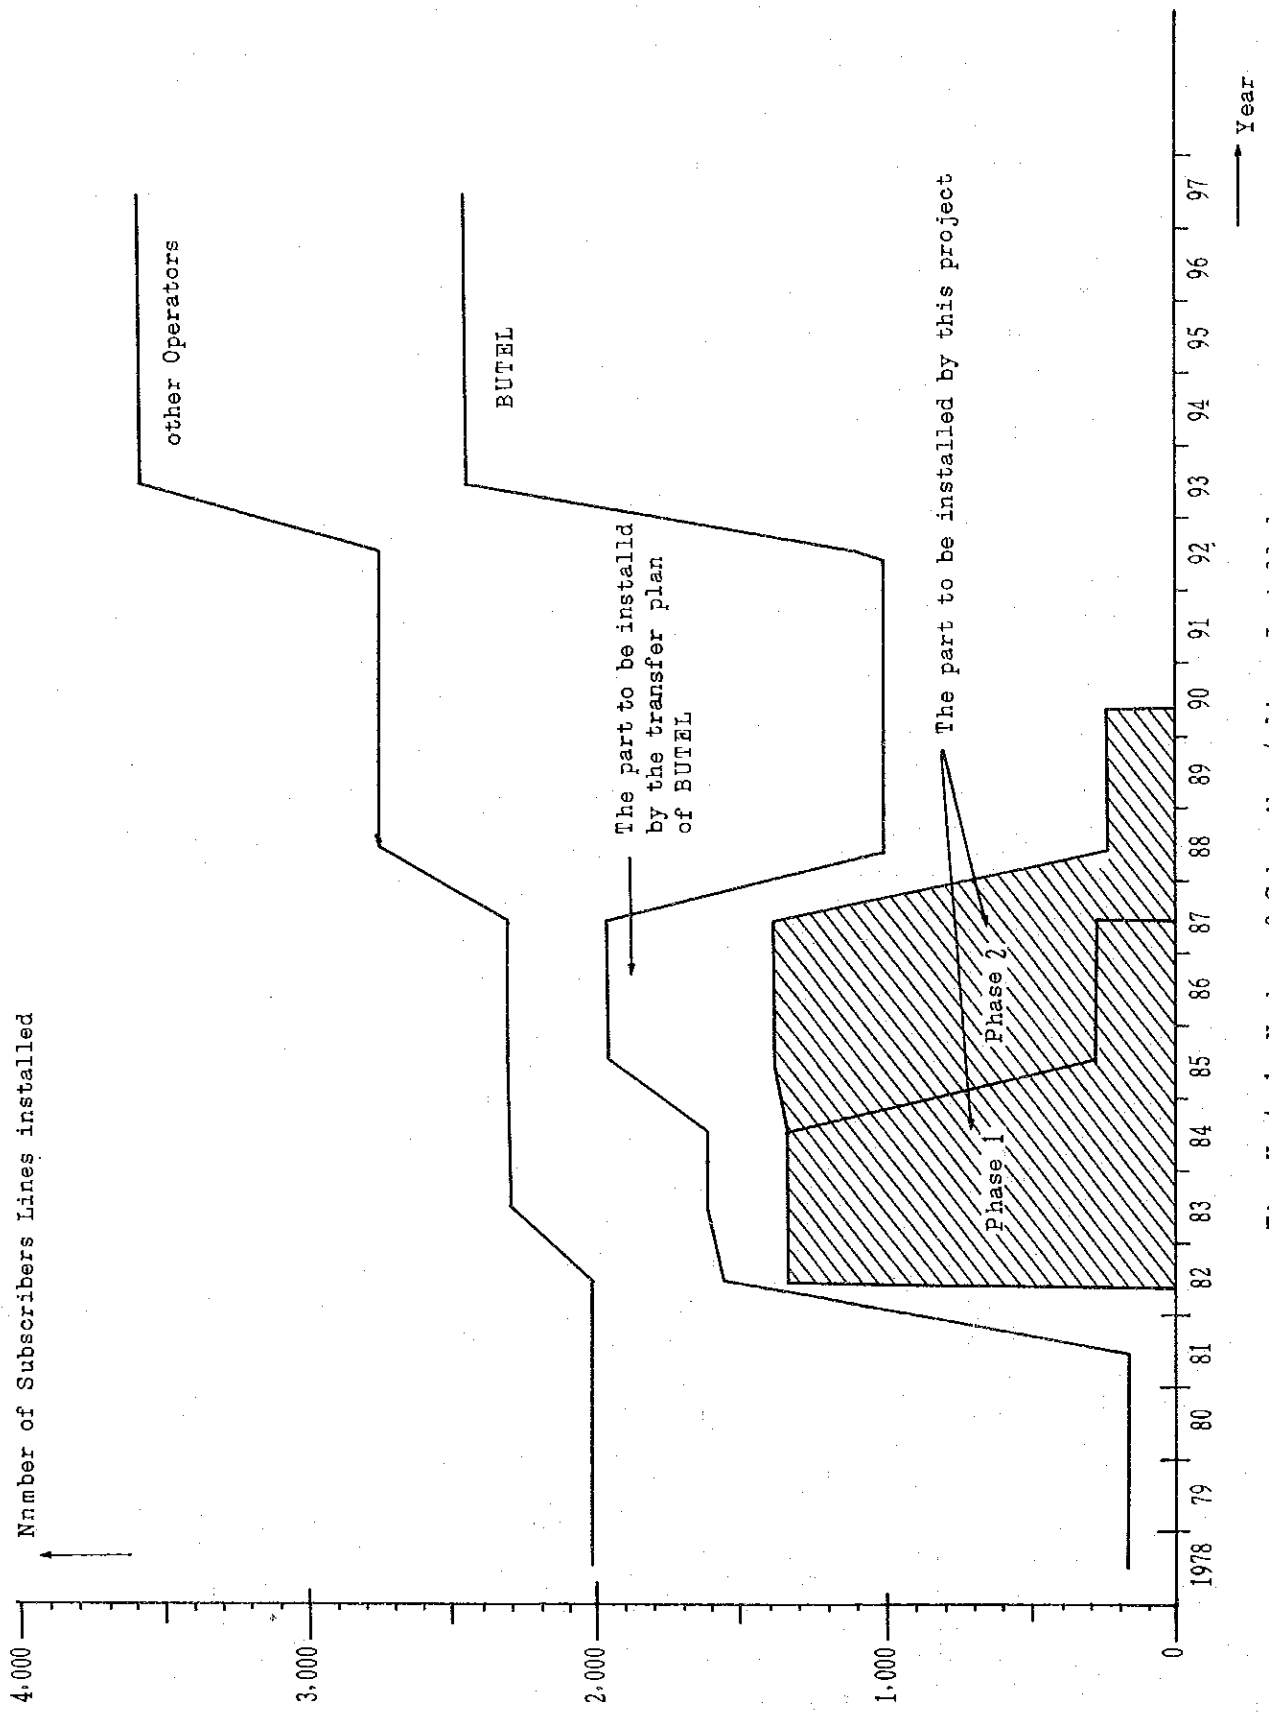 Nnmber of Subscribers Lines installed
4,000
3,000
2,000
1,000
0
other Operators
BUTEL
The part to be installd
by the transfer plan
of BUTEL
The part to be installed by this project
Phase 1
Phase 2
1978 79 80 81 82 83 84 85 86 87 88 89 90 91 92 93 94 95 96 97
Year